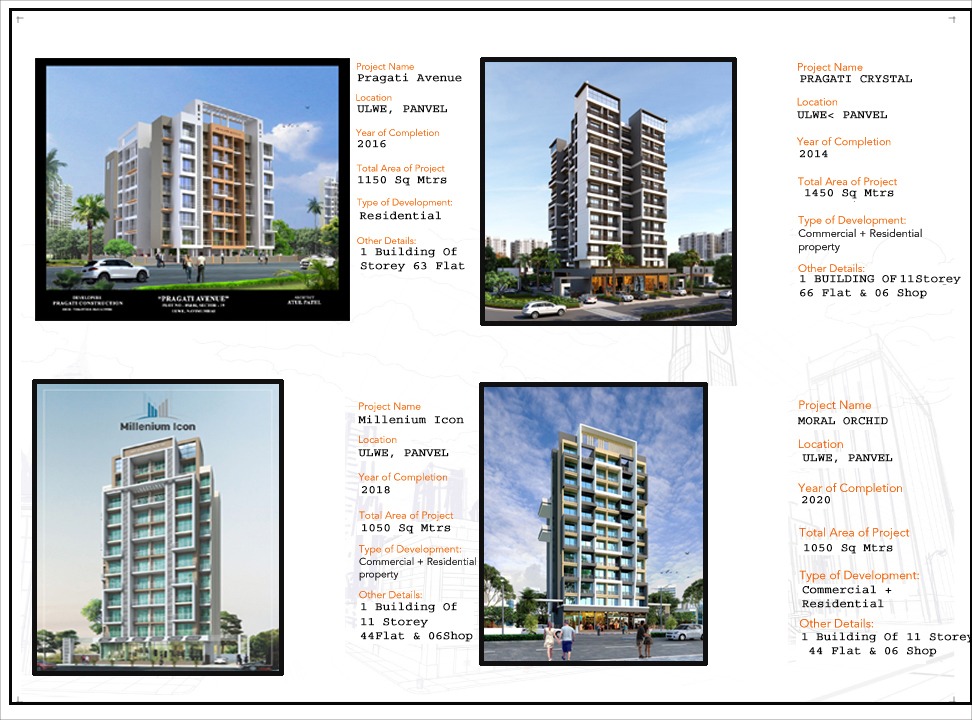 Project Name
Pragati Avenue
Location
ULWE, PANVEL
Year of Completion
2016
Total Area of Project
1150 Sq Mtrs
Type of Development:
Residential
Other Details:
1 Building Of
Storey 63 Flat
DEVELOPERS
PRAGATI CONSTRUCTION
"PRAGATI AVENUE"
ULWE, NAVI MUMBAI
ARCHITECT
ATUL PATEL
Project Name
PRAGATI CRYSTAL
Location
ULWE< PANVEL
Year of Completion
2014
Total Area of Project
1450 Sq Mtrs
Type of Development:
Commercial + Residential
property
Other Details:
1 BUILDING OF 11Storey
66 Flat & 06 Shop
Millenium Icon
Project Name
Millenium Icon
Location
ULWE, PANVEL
Year of Completion
2018
Total Area of Project
1050 Sq Mtrs
Type of Development:
Commercial + Residential
property
Other Details:
1 Building Of
11 Storey
44Flat & 06Shop
Project Name
MORAL ORCHID
Location
ULWE, PANVEL
Year of Completion
2020
Total Area of Project
1050 Sq Mtrs
Type of Development:
Commercial +
Residential
Other Details:
1 Building Of 11 Storey
44 Flat & 06 Shop